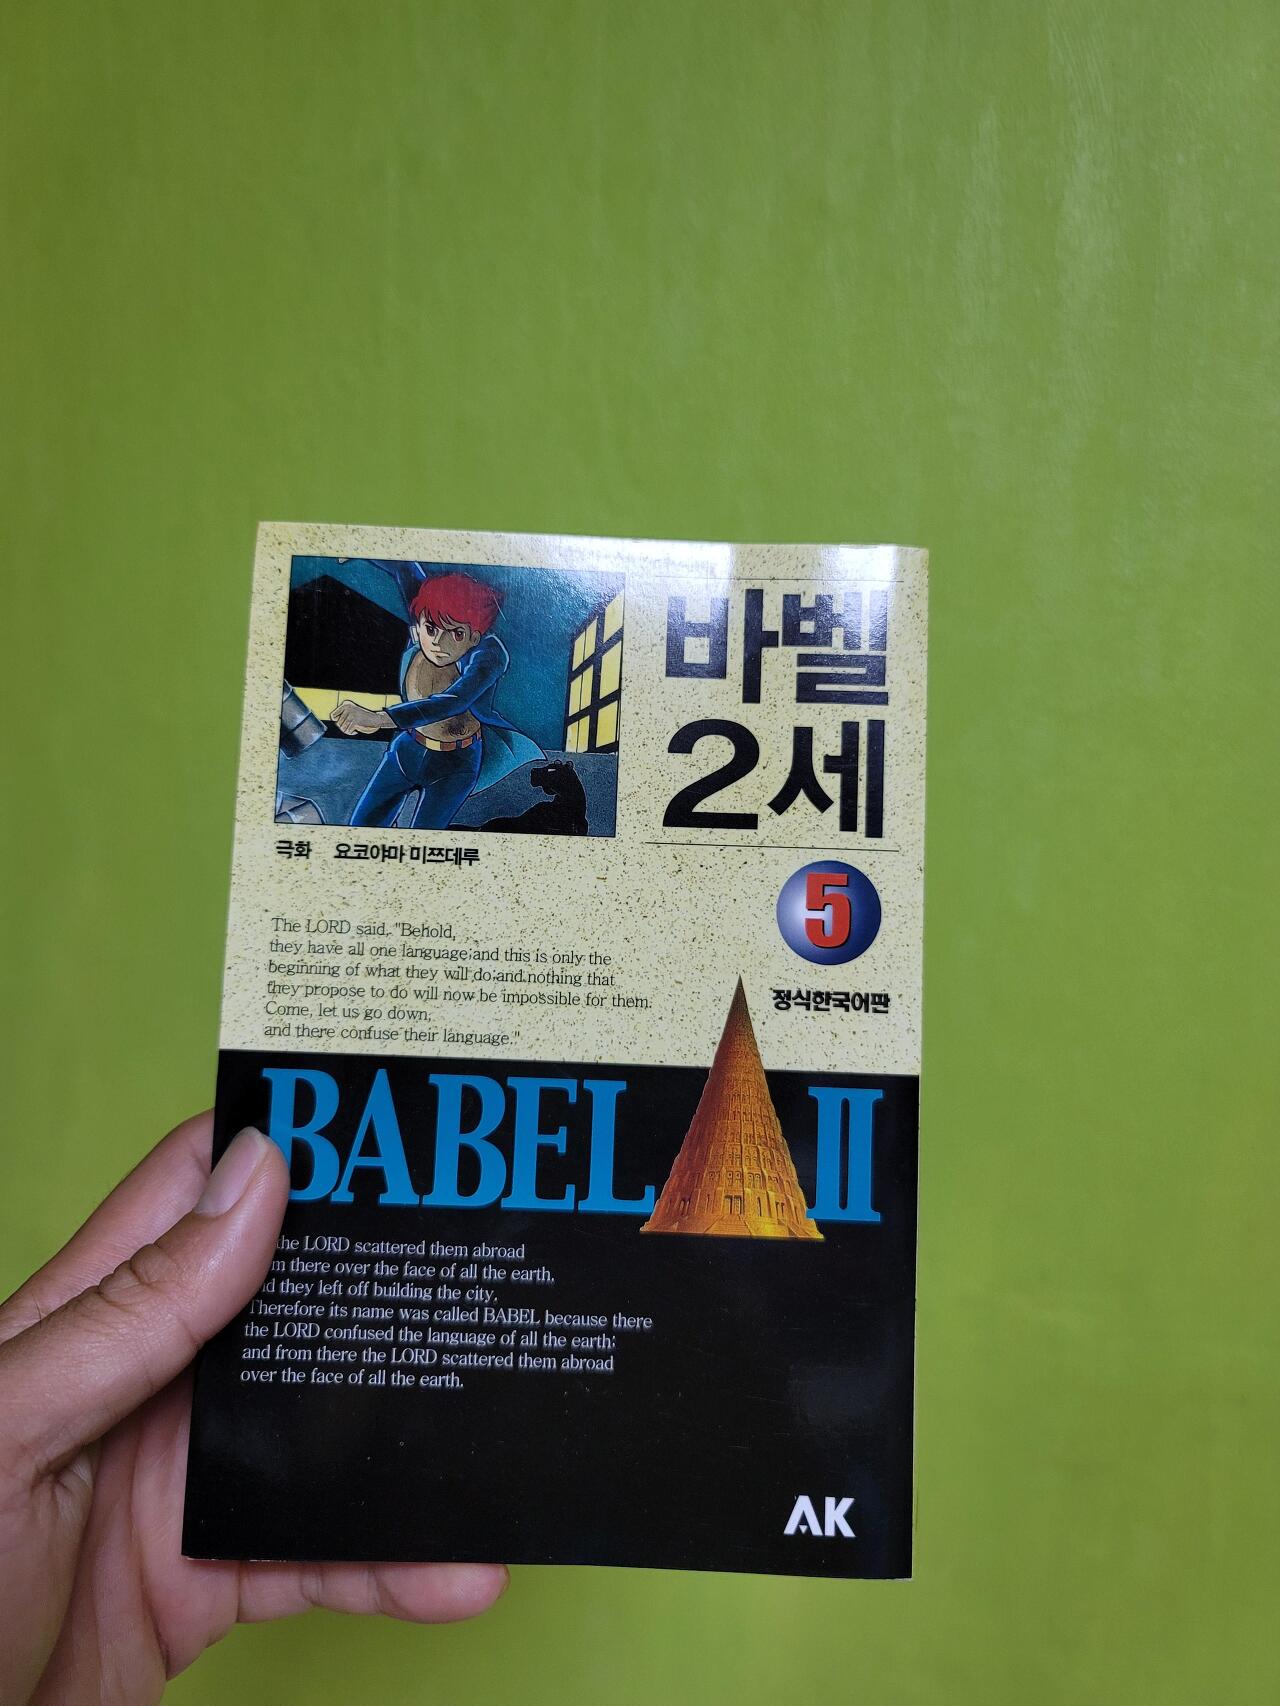 바벨
2세
극화 요코야마 미쯔데루
5
정식한국어판
The LORD said, "Behold,
they have all one language;and this is only the
beginning of what they will do;and nothing that
they propose to do will now be impossible for them.
Come, let us go down,
and there confuse their language."
BABEL II
the LORD scattered them abroad
there over the face of all the earth,
they left off building the city.
Therefore its name was called BABEL because there
the LORD confused the language of all the earth;
and from there the LORD scattered them abroad
over the face of all the earth.
AK